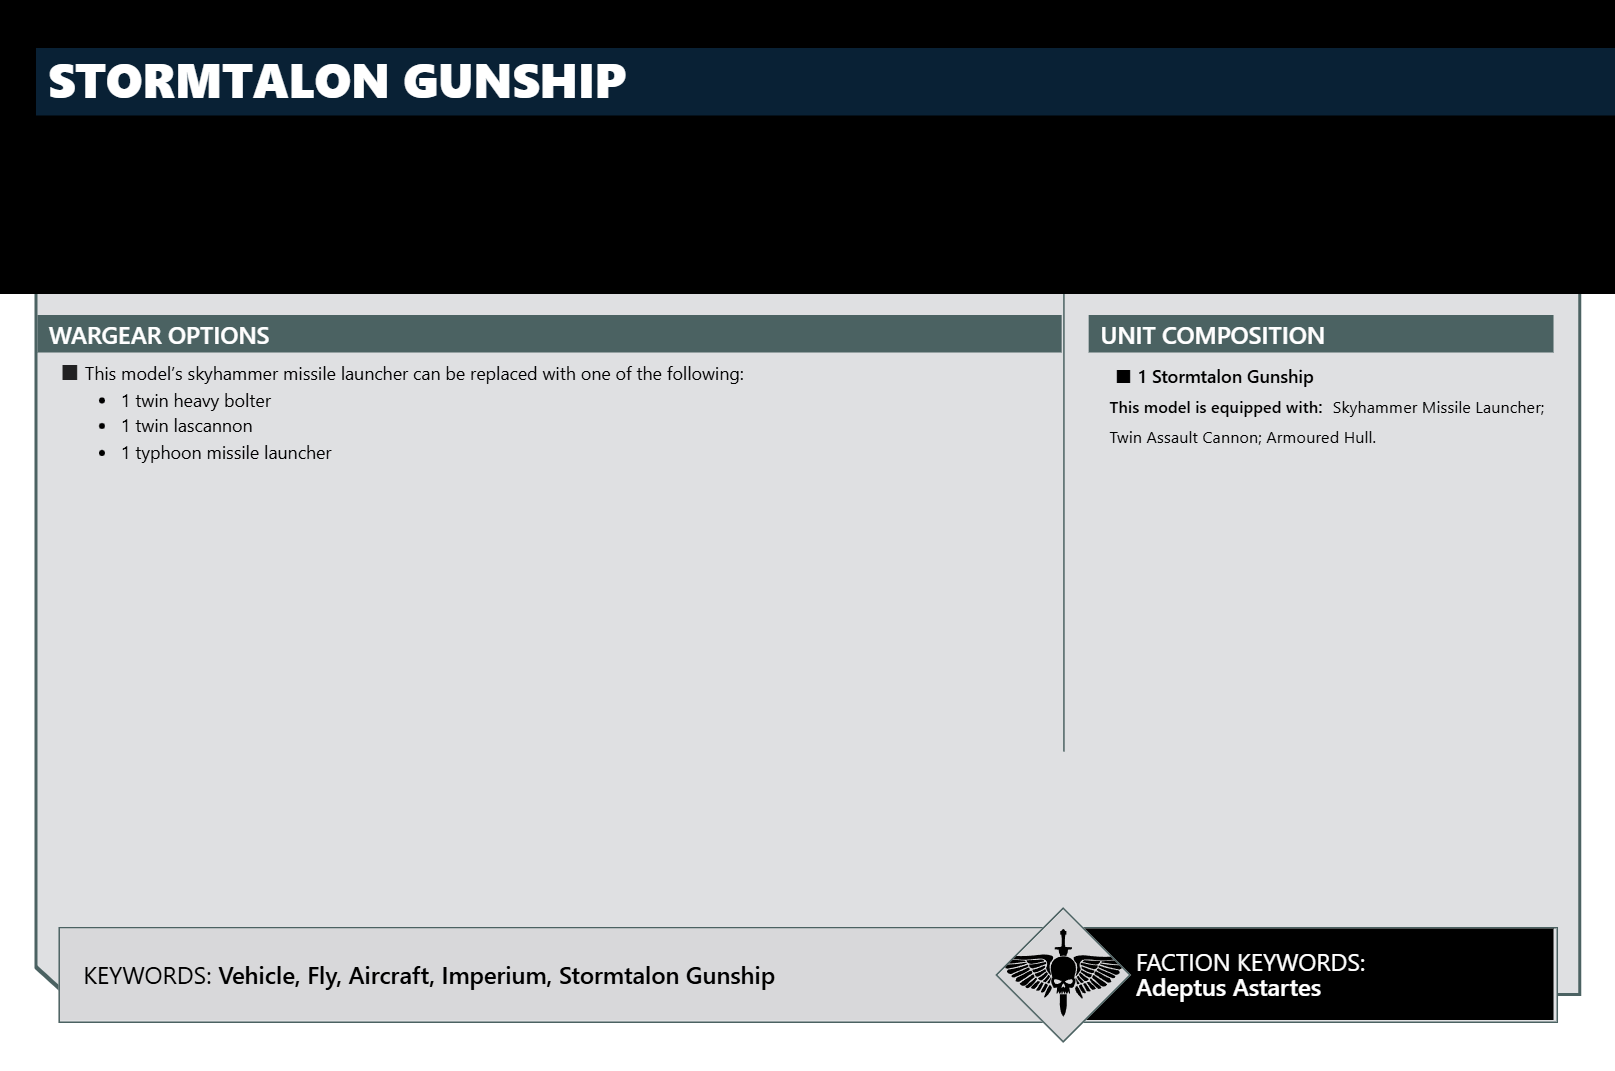 STORMTALON GUNSHIP
WARGEAR OPTIONS
■ This model’s skyhammer missile launcher can be replaced with one of the following:
• 1 twin heavy bolter
• 1 twin lascannon
• 1 typhoon missile launcher
UNIT COMPOSITION
■ 1 Stormtalon Gunship
This model is equipped with: Skyhammer Missile Launcher;
Twin Assault Cannon; Armoured Hull.
KEYWORDS: Vehicle, Fly, Aircraft, Imperium, Stormtalon Gunship
FACTION KEYWORDS:
Adeptus Astartes